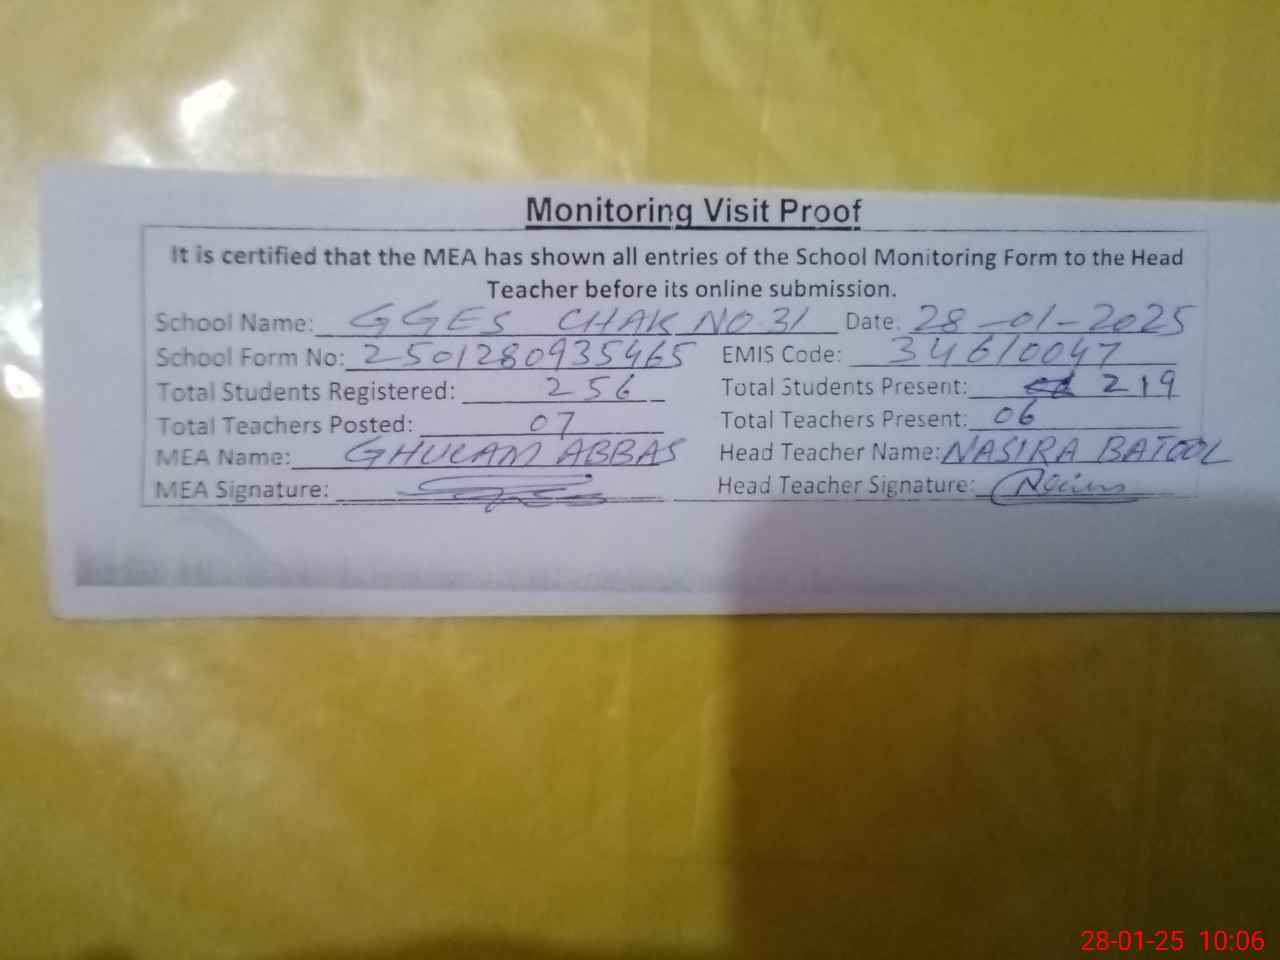 Monitoring Visit Proof
It is certified that the MEA has shown all entries of the School Monitoring Form to the Head
Teacher before its online submission.
School Name: GGES CHAK NO.31 Date: 28-01-2025
School Form No: 2501280935465 EMIS Code: 34610047
Total Students Registered: 256 Total Students Present: 219
Total Teachers Posted: 07 Total Teachers Present: 06
MEA Name: GHULAM ABBAS Head Teacher Name: NASIRA BATOOL
MEA Signature: Head Teacher Signature:
28-01-25 10:06